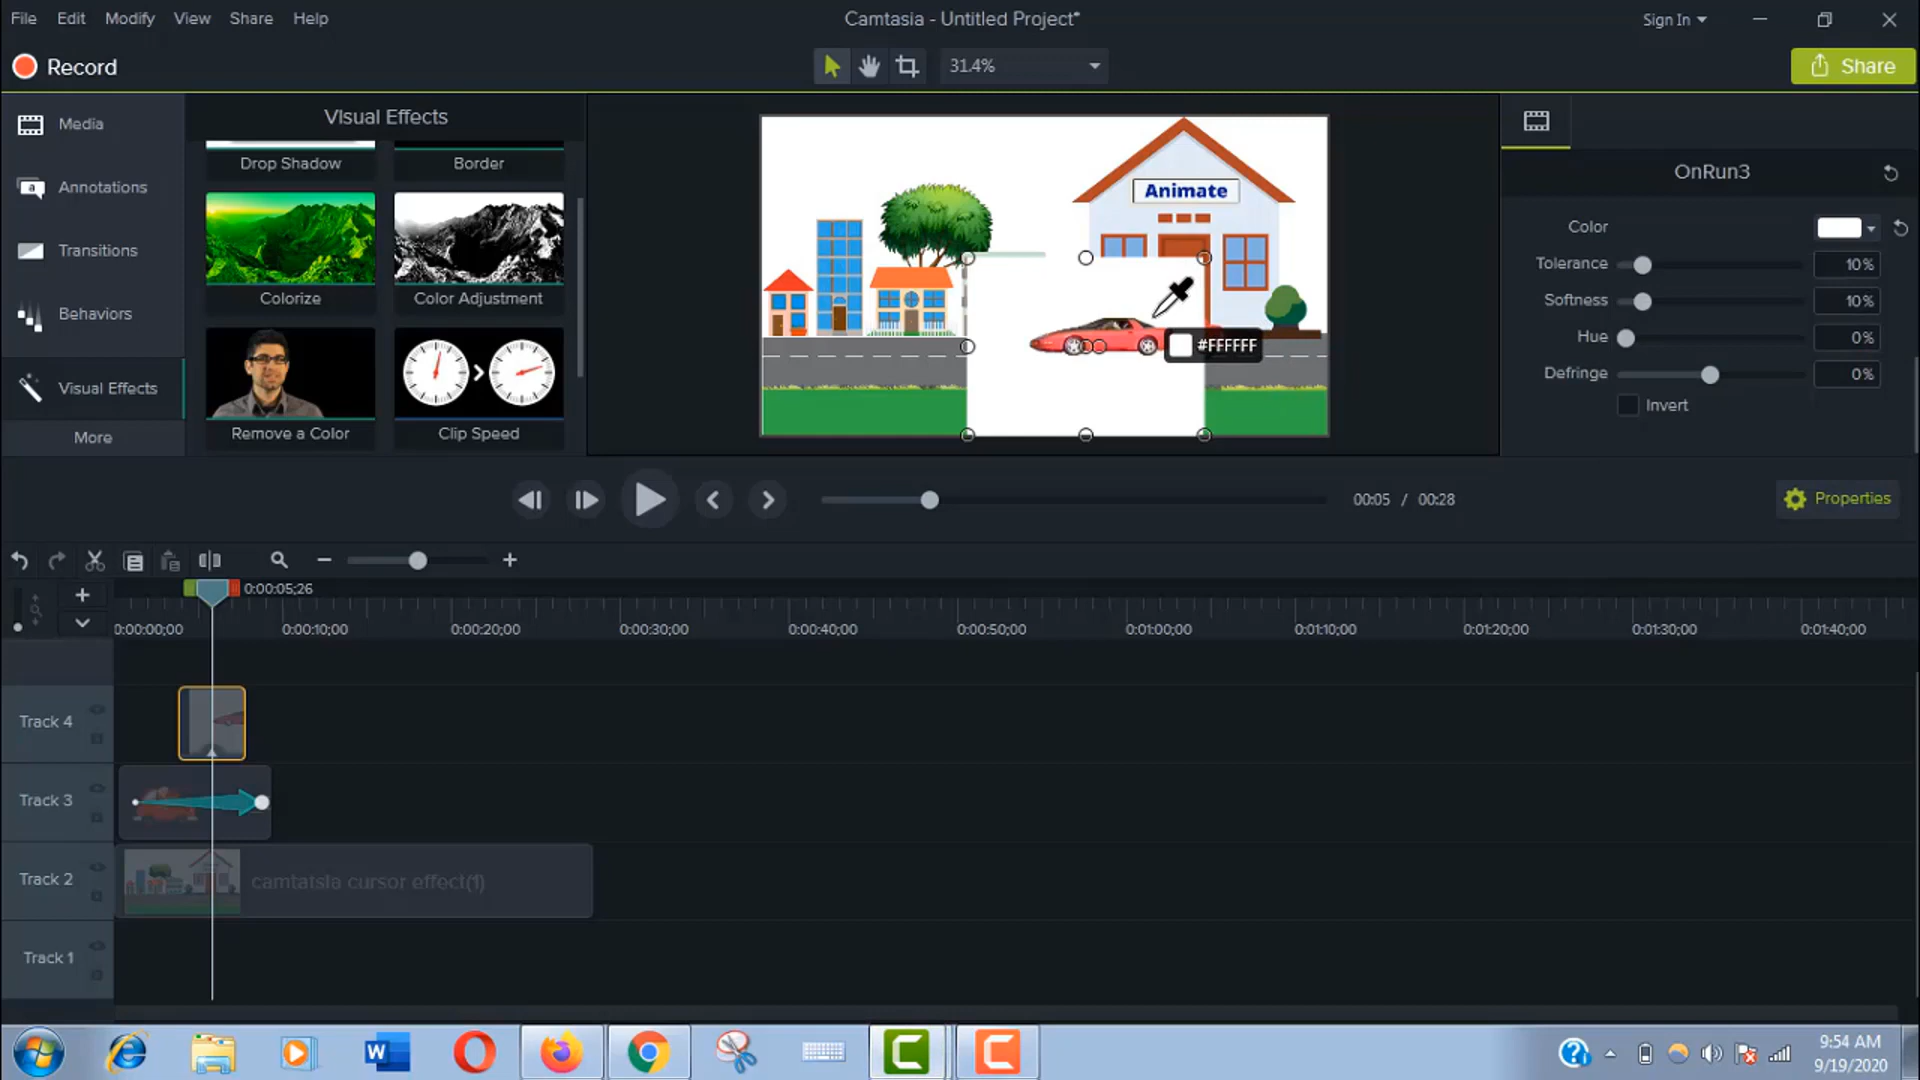 File Edit Modify View Share Help
Camtasia - Untitled Project*
Sign In
Record
31.4%
Share
Media
Annotations
Transitions
Behaviors
Visual Effects
More
Visual Effects
Drop Shadow
Border
Colorize
Color Adjustment
Remove a Color
Clip Speed
Animate
#FFFFFF
OnRun3
Color
Tolerance 10%
Softness 10%
Hue 0%
Defringe 0%
Invert
00:05 / 00:28
Properties
0:00:05;26
0:00:00;00 0:00:10;00 0:00:20;00 0:00:30;00 0:00:40;00 0:00:50;00 0:01:00;00 0:01:10;00 0:01:20;00 0:01:30;00 0:01:40;00
Track 4
Track 3
Track 2
camtatsia cursor effect(1)
Track 1
9:54 AM
9/19/2020